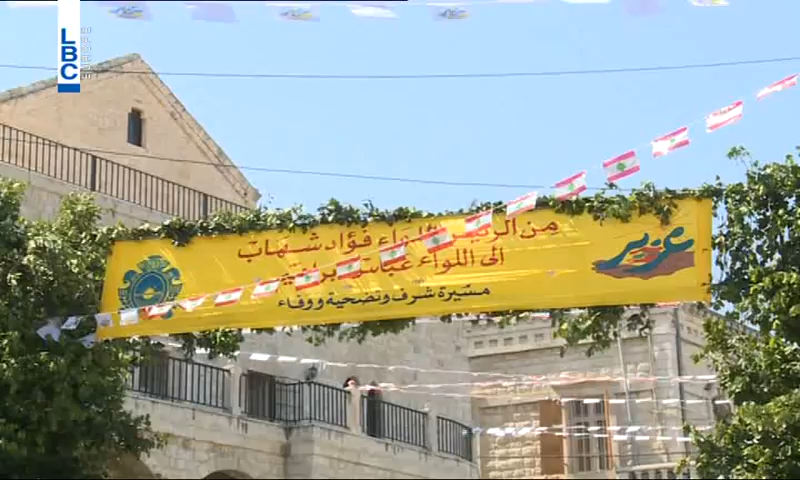 LBC
من الرئيس اللواء فؤاد شهاب
الى اللواء عباس ابراهيم
مسيرة شرف وتضحية ووفاء